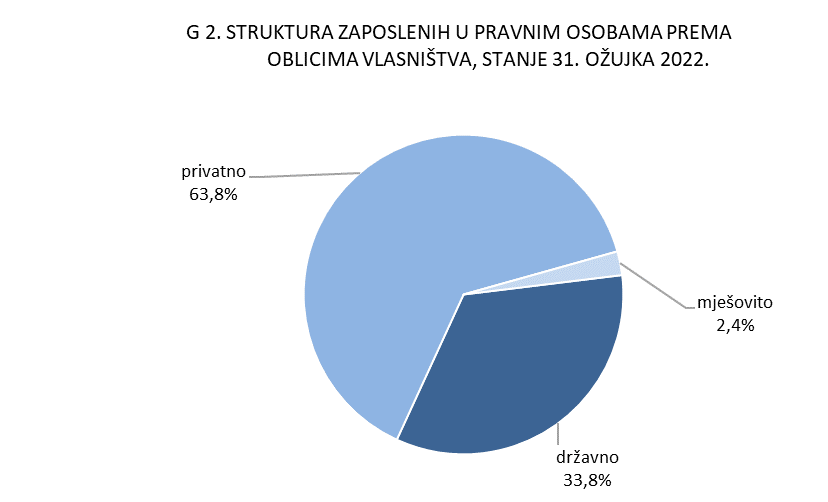 G 2. STRUKTURA ZAPOSLENIH U PRAVNIM OSOBAMA PREMA
OBLICIMA VLASNIŠTVA, STANJE 31. OŽUJKA 2022.
privatno
63,8%
mješovito
2,4%
državno
33,8%